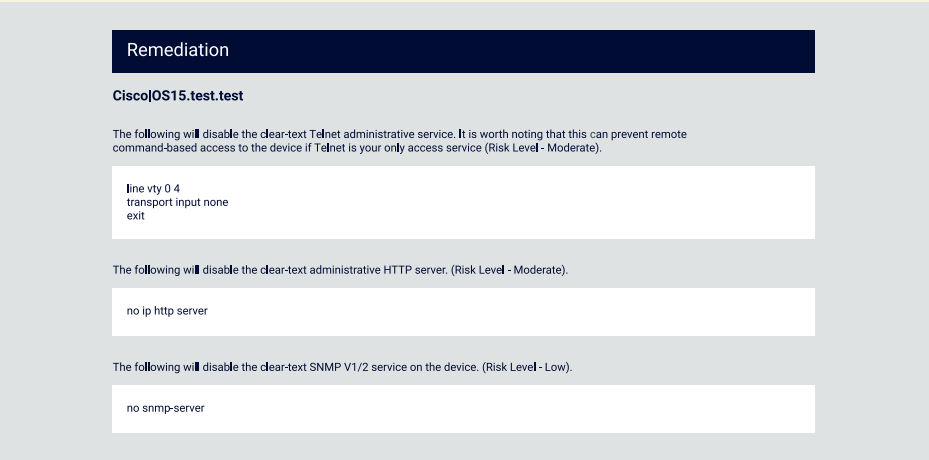 Remediation
CiscoIOS15.test.test
The following will disable the clear-text Telnet administrative service. It is worth noting that this can prevent remote
command-based access to the device if Telnet is your only access service (Risk Level - Moderate).
line vty 0 4
transport input none
exit
The following will disable the clear-text administrative HTTP server. (Risk Level - Moderate).
no ip http server
The following will disable the clear-text SNMP V1/2 service on the device. (Risk Level - Low).
no snmp-server